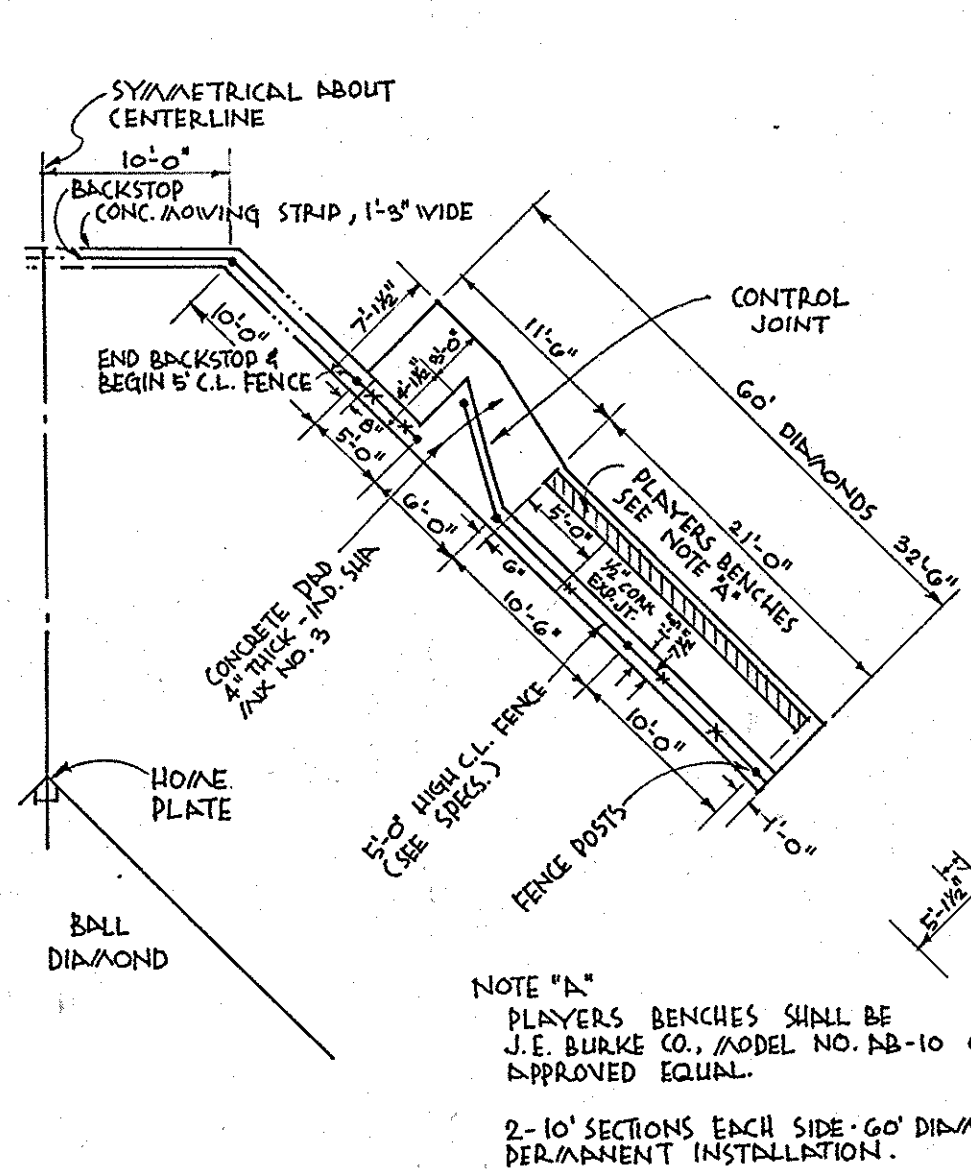 SYMMETRICAL ABOUT
CENTERLINE
10'-0"
BACKSTOP
CONC. MOWING STRIP, 1'-3" WIDE
7'-1½"
10'-0"
END BACKSTOP &
BEGIN 5' C.L. FENCE
4'-1½"
3'-0"
11'-6"
CONTROL
JOINT
60' DIAMONDS
32'-6"
8"
5'-0"
6'-0"
6"
10'-6"
5'-0"
PLAYERS BENCHES
SEE NOTE "A"
21'-0"
½" CORK
EXP. JT.
7½"
CONCRETE PAD
4" THICK - IND. SHA
MIX NO. 3
10'-0"
5'-0" HIGH C.L. FENCE
(SEE SPECS.)
FENCE POSTS
1'-0"
HOME
PLATE
BALL
DIAMOND
5'-1½"
NOTE "A"
PLAYERS BENCHES SHALL BE
J.E. BURKE CO., MODEL NO. AB-10
APPROVED EQUAL.
2-10' SECTIONS EACH SIDE-60' DIAM
PERMANENT INSTALLATION.